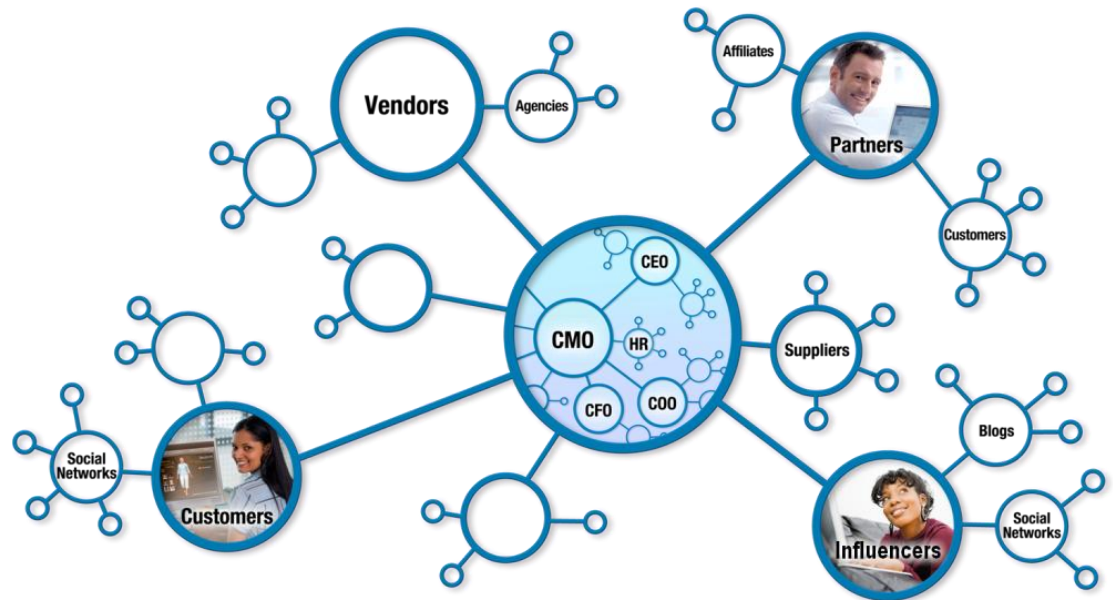 Affiliates
Vendors
Agencies
Partners
Customers
CEO
CMO
HR
Suppliers
CFO
COO
Blogs
Social
Networks
Customers
Social
Networks
Influencers